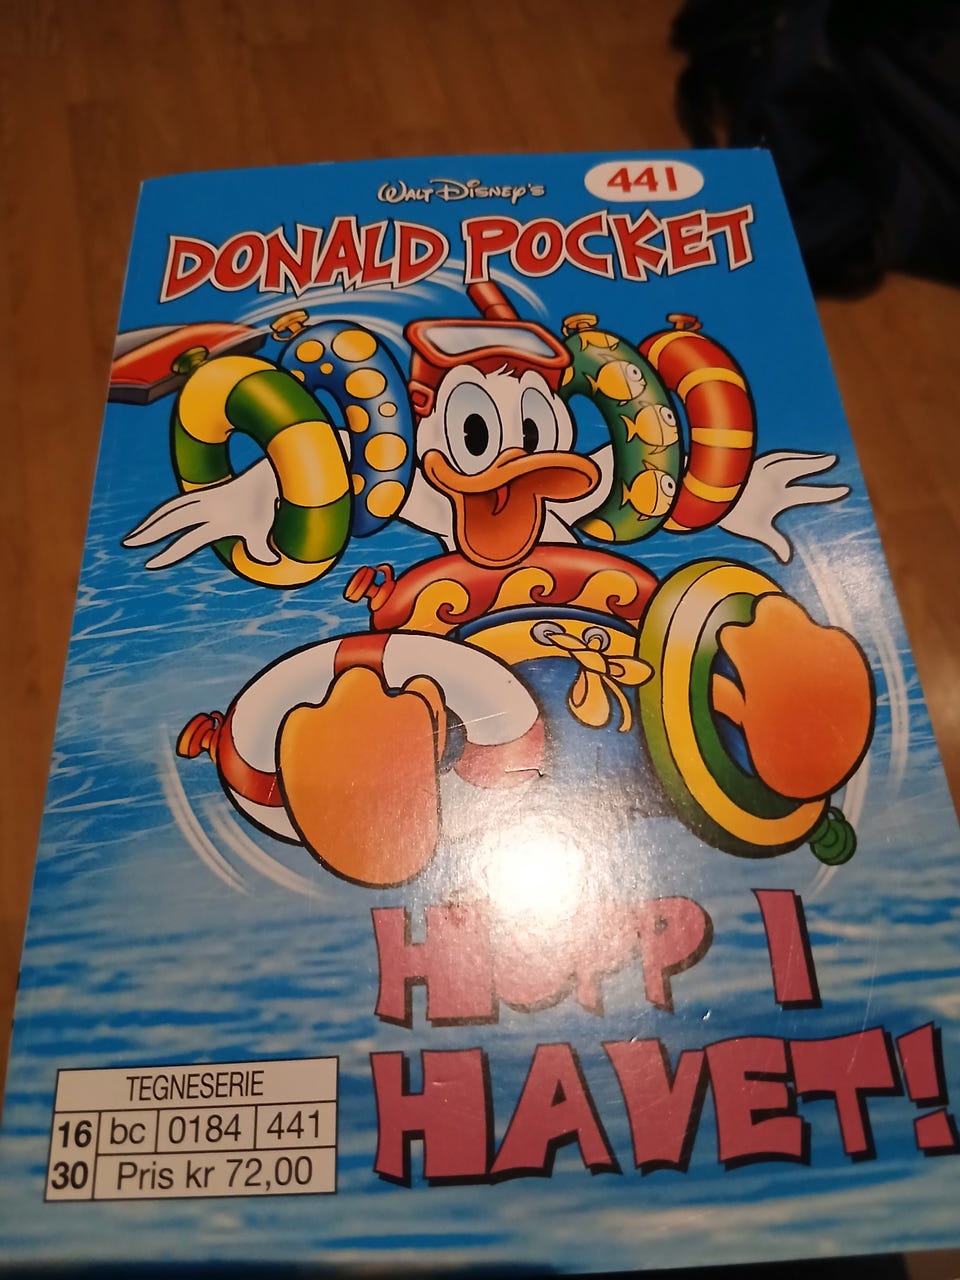 WALT DISNEY'S
441
DONALD POCKET
HOPP I
HAVET!
TEGNESERIE
16 bc 0184 441
30 Pris kr 72,00